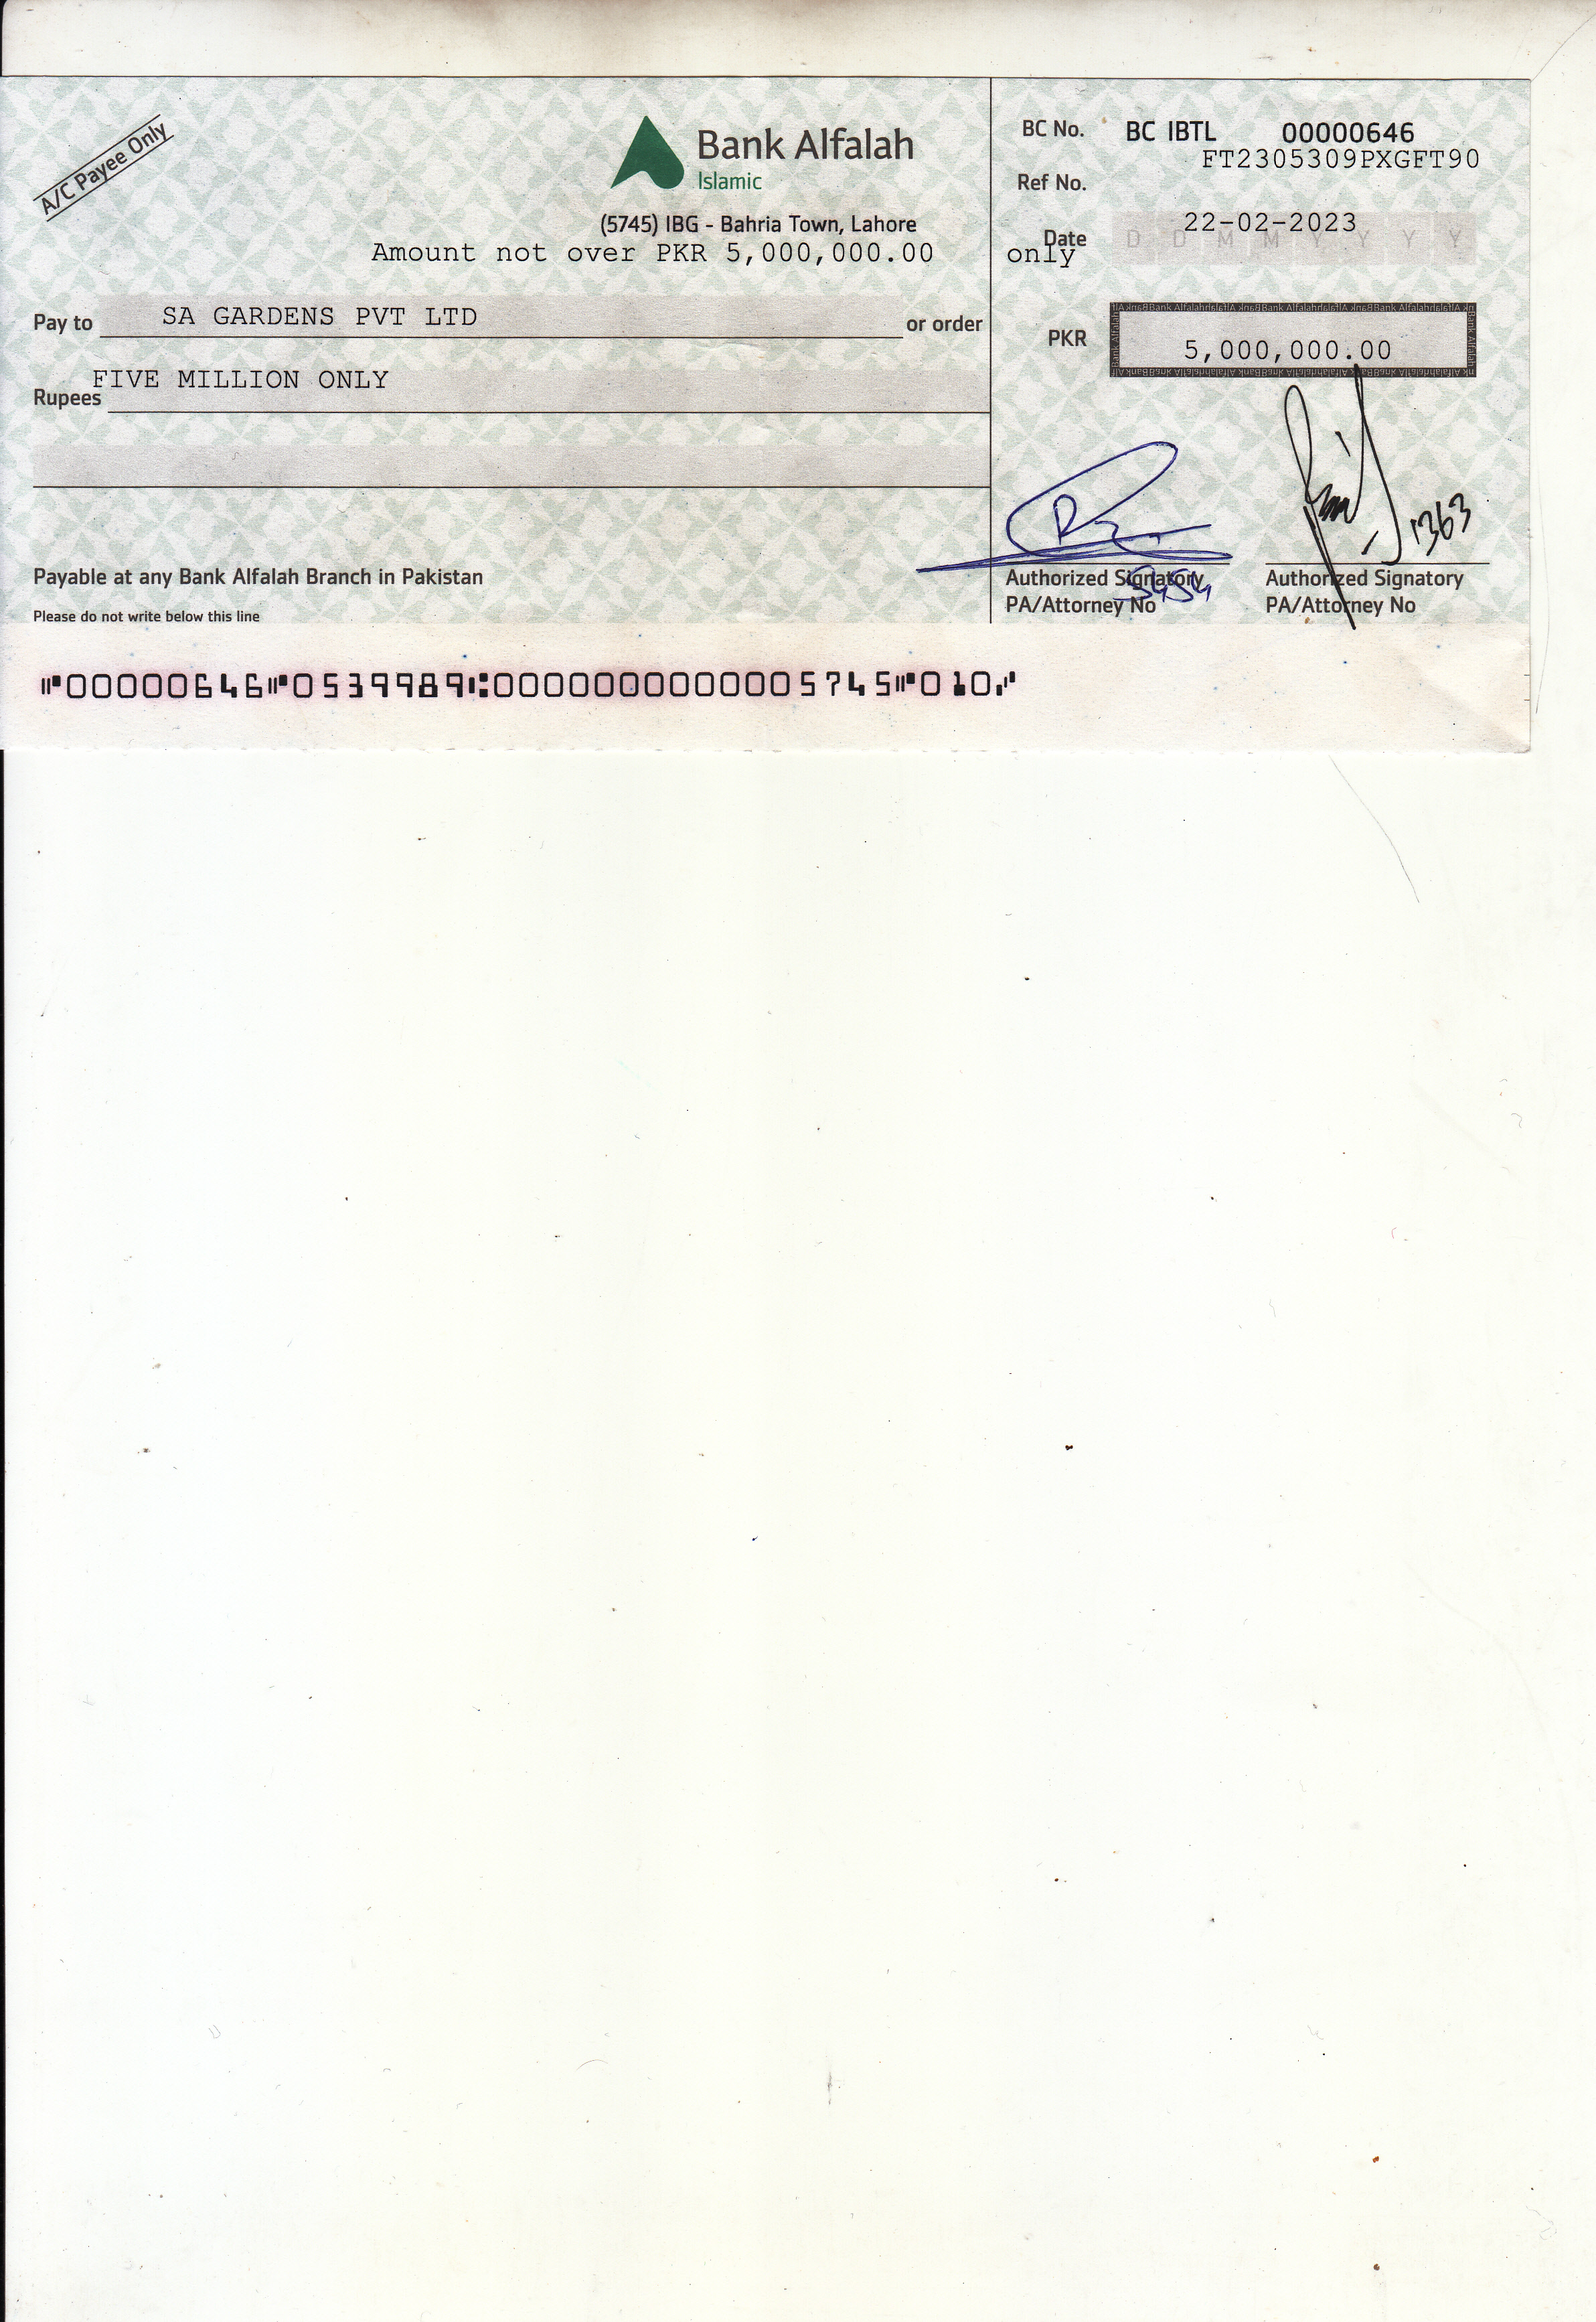 A/C Payee Only
Bank Alfalah
Islamic
(5745) IBG - Bahria Town, Lahore
Amount not over PKR 5,000,000.00 only
BC No. BC IBTL 00000646
FT2305309PXGFT90
Ref No.
22-02-2023
Date D D M M Y Y Y Y
Pay to SA GARDENS PVT LTD or order
PKR 5,000,000.00
FIVE MILLION ONLY
Rupees
1363
Payable at any Bank Alfalah Branch in Pakistan
Authorized Signatory Authorized Signatory
5454
PA/Attorney No PA/Attorney No
Please do not write below this line
⑈00000646⑈0539989⑆0000000000005745⑈010⑇